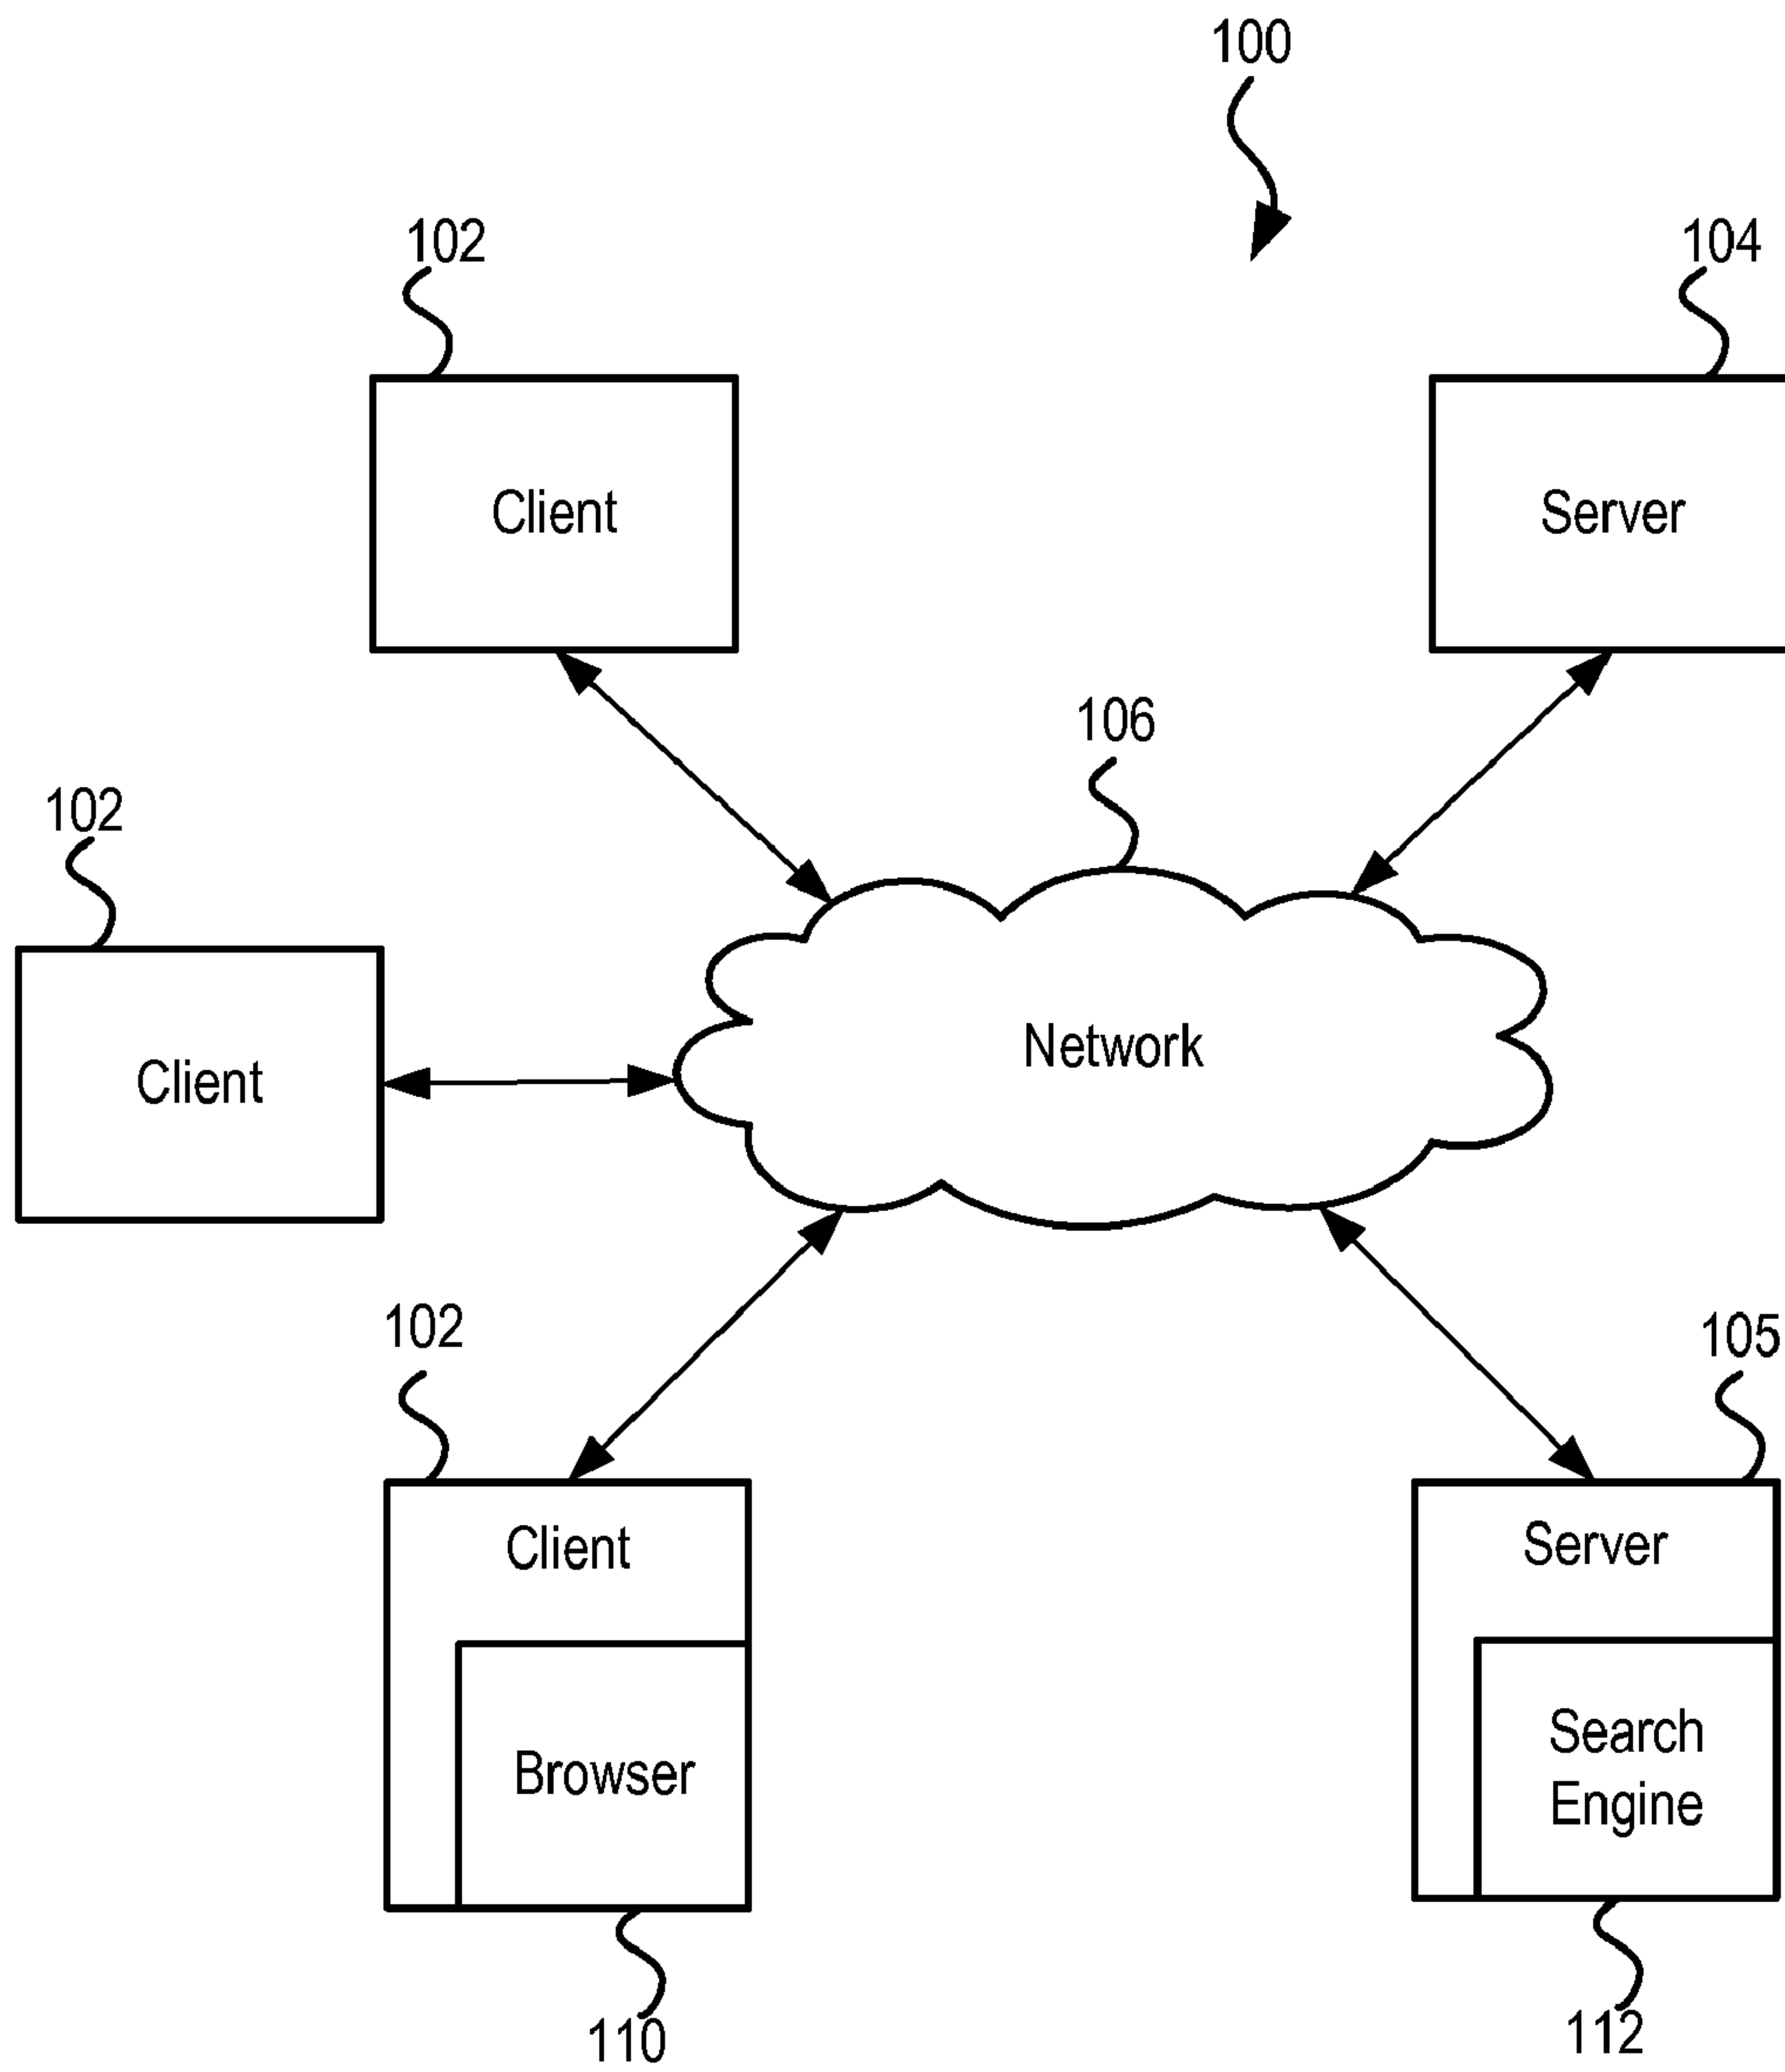 100
102
104
Client
Server
106
102
Network
Client
102
105
Client
Server
Browser
Search
Engine
110
112